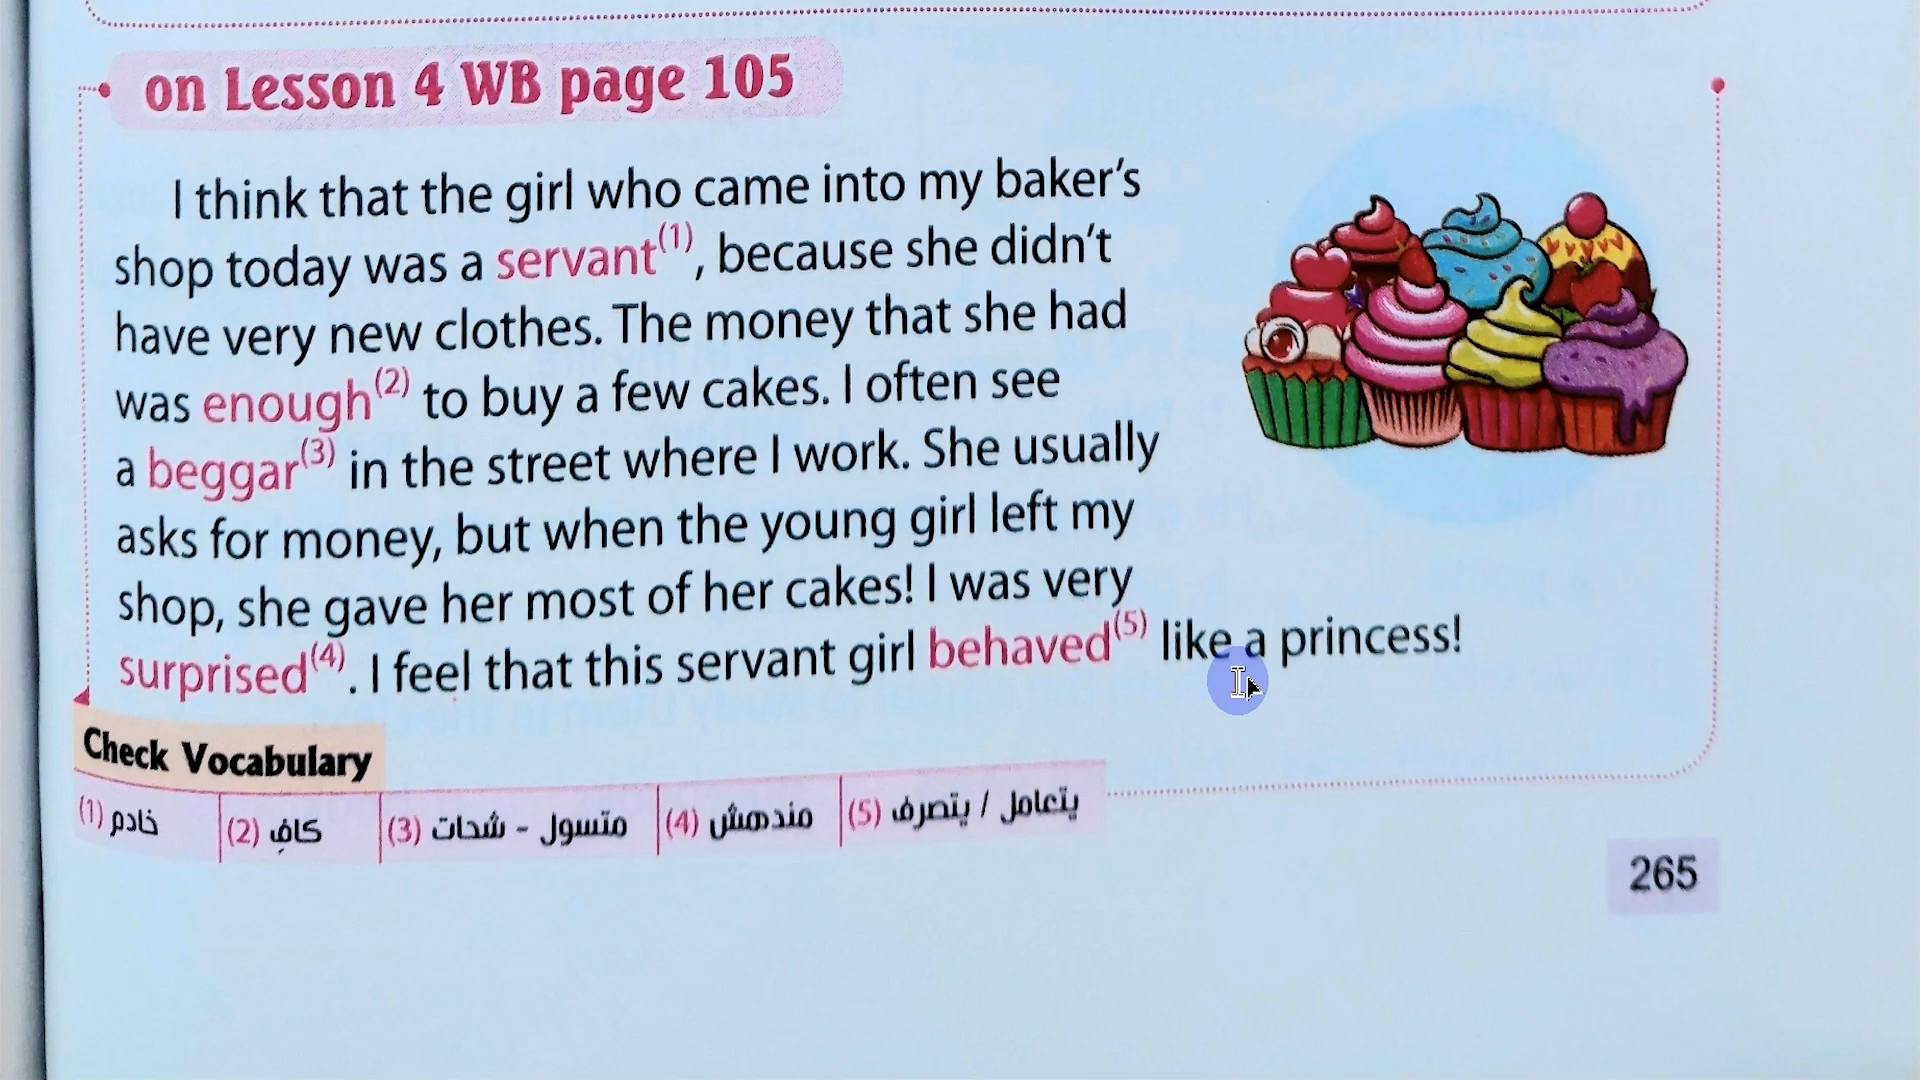 on Lesson 4 WB page 105
I think that the girl who came into my baker's
shop today was a servant(1), because she didn't
have very new clothes. The money that she had
was enough(2) to buy a few cakes. I often see
a beggar(3) in the street where I work. She usually
asks for money, but when the young girl left my
shop, she gave her most of her cakes! I was very
surprised(4). I feel that this servant girl behaved(5) like a princess!
Check Vocabulary
(1) خادم (2) كافٍ (3) متسول - شحات (4) مندهش (5) يتعامل / يتصرف
265